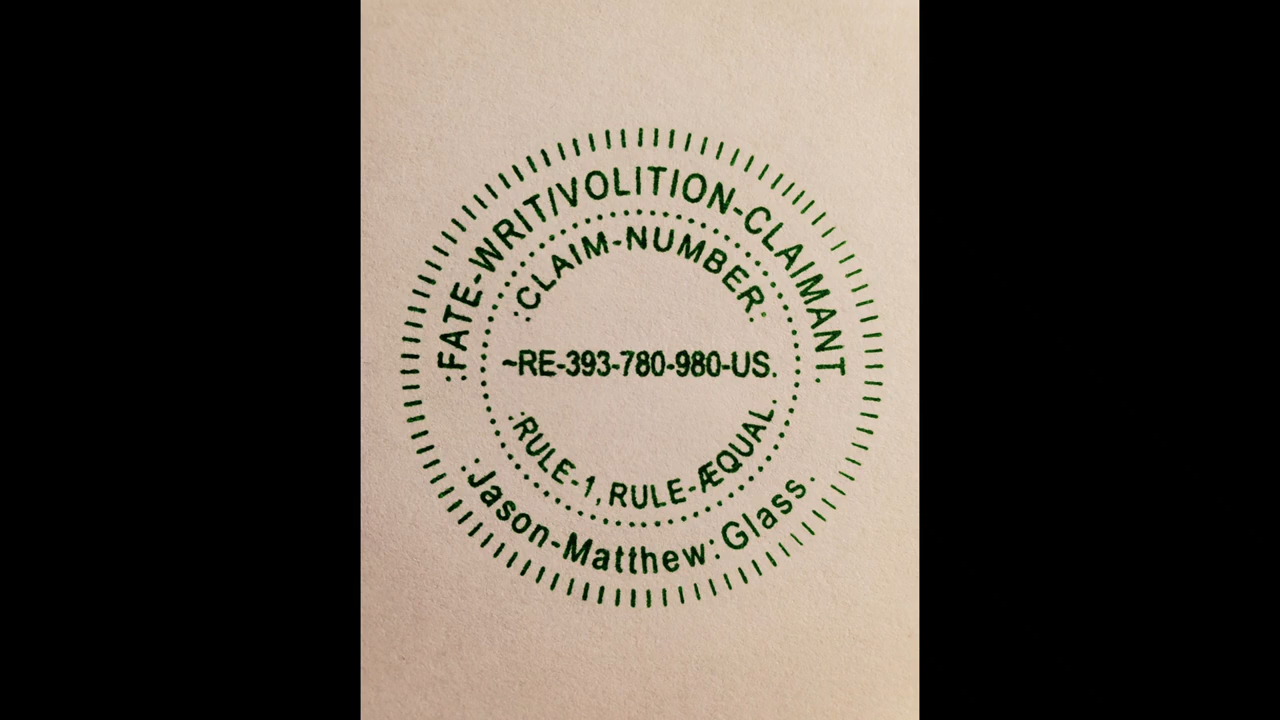 :FATE-WRIT/VOLITION-CLAIMANT.
:CLAIM-NUMBER:
~RE-393-780-980-US.
:RULE-1, RULE-ÆQUAL.
:Jason-Matthew: Glass.